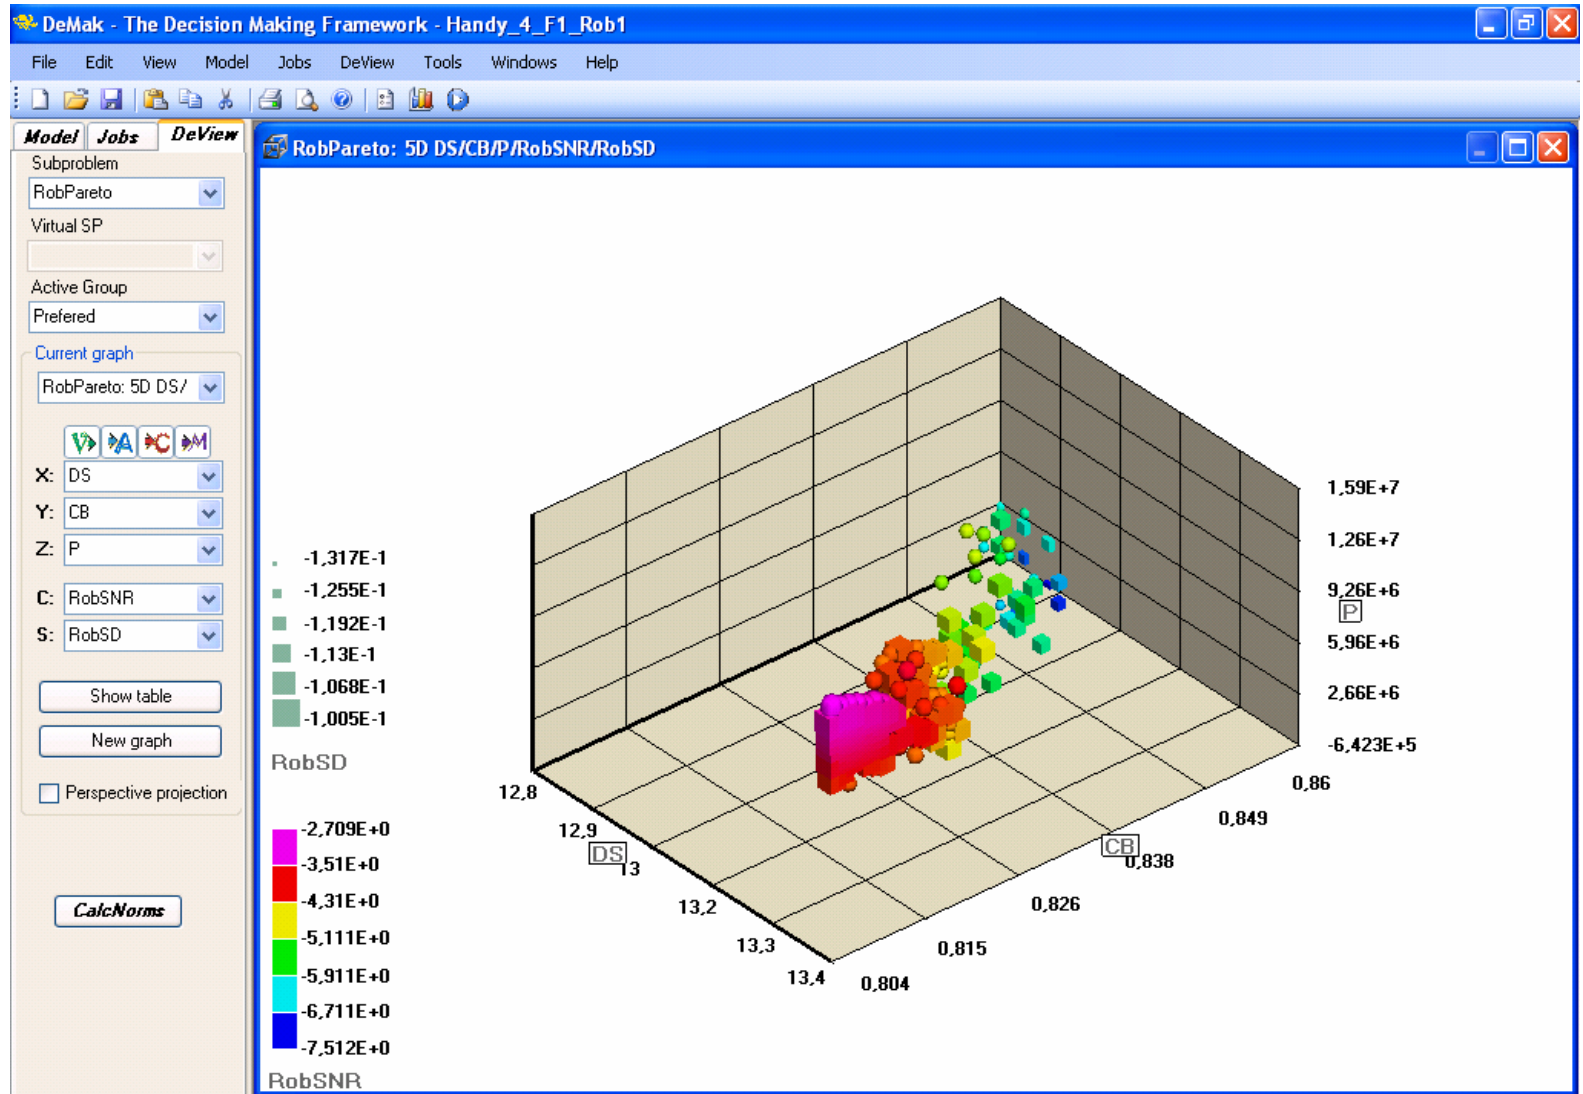 DeMak - The Decision Making Framework - Handy_4_F1_Rob1
File Edit View Model Jobs DeView Tools Windows Help
Model Jobs DeView
Subproblem
RobPareto
Virtual SP
Active Group
Prefered
Current graph
RobPareto: 5D DS/
V A C M
X: DS
Y: CB
Z: P
C: RobSNR
S: RobSD
Show table
New graph
Perspective projection
CalcNorms
RobPareto: 5D DS/CB/P/RobSNR/RobSD
-1,317E-1
-1,255E-1
-1,192E-1
-1,13E-1
-1,068E-1
-1,005E-1
RobSD
-2,709E+0
-3,51E+0
-4,31E+0
-5,111E+0
-5,911E+0
-6,711E+0
-7,512E+0
RobSNR
12,8
12,9
DS
13
13,2
13,3
13,4
0,804
0,815
0,826
CB
0,838
0,849
0,86
1,59E+7
1,26E+7
9,26E+6
P
5,96E+6
2,66E+6
-6,423E+5